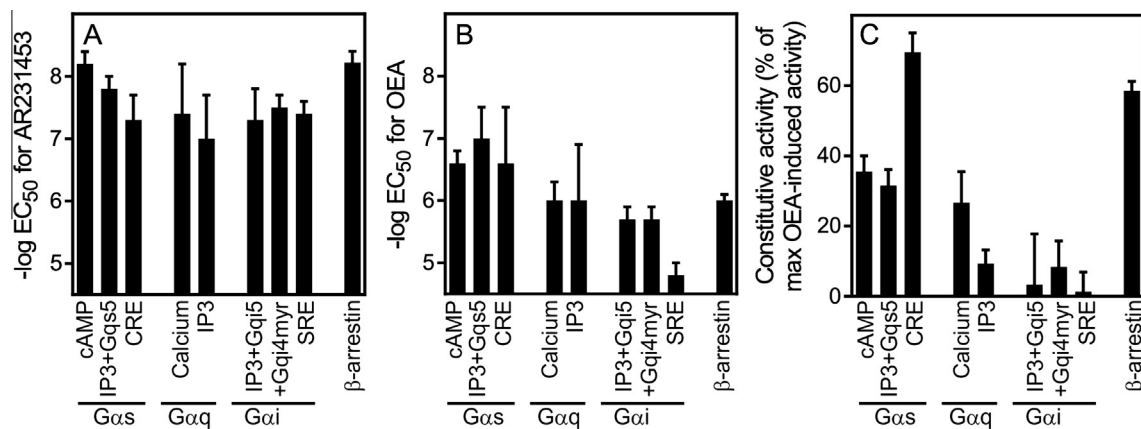 A
-log EC50 for AR231453
8
7
6
5
cAMP
IP3+Gqs5
CRE
Calcium
IP3
IP3+Gqi5
+Gqi4myr
SRE
β-arrestin
Gαs
Gαq
Gαi
B
-log EC50 for OEA
8
7
6
5
cAMP
IP3+Gqs5
CRE
Calcium
IP3
IP3+Gqi5
+Gqi4myr
SRE
β-arrestin
Gαs
Gαq
Gαi
C
Constitutive activity (% of
max OEA-induced activity)
60
40
20
0
cAMP
IP3+Gqs5
CRE
Calcium
IP3
IP3+Gqi5
+Gqi4myr
SRE
β-arrestin
Gαs
Gαq
Gαi